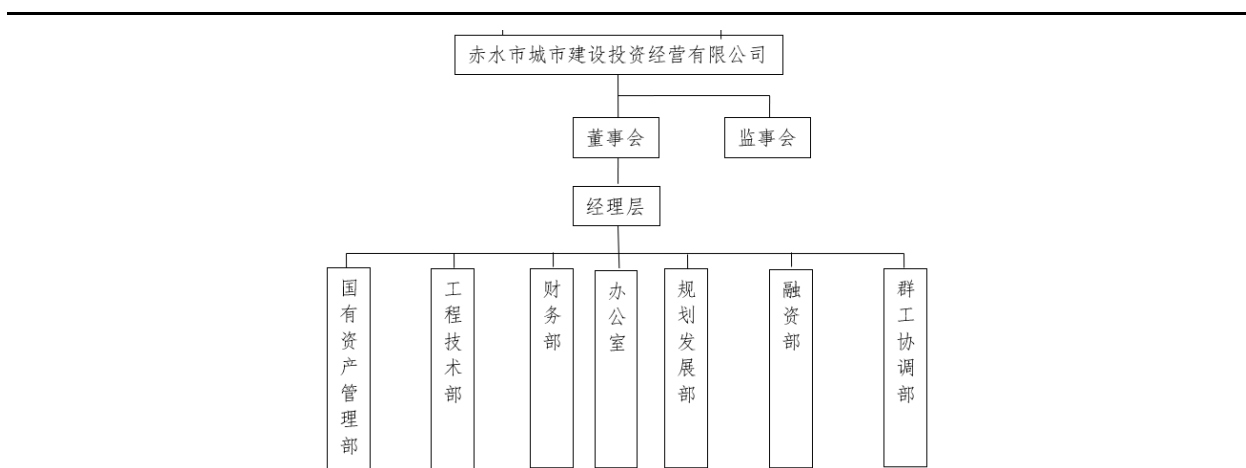 赤水市城市建设投资经营有限公司
董事会
监事会
经理层
国有资产管理部
工程技术部
财务部
办公室
规划发展部
融资部
群工协调部